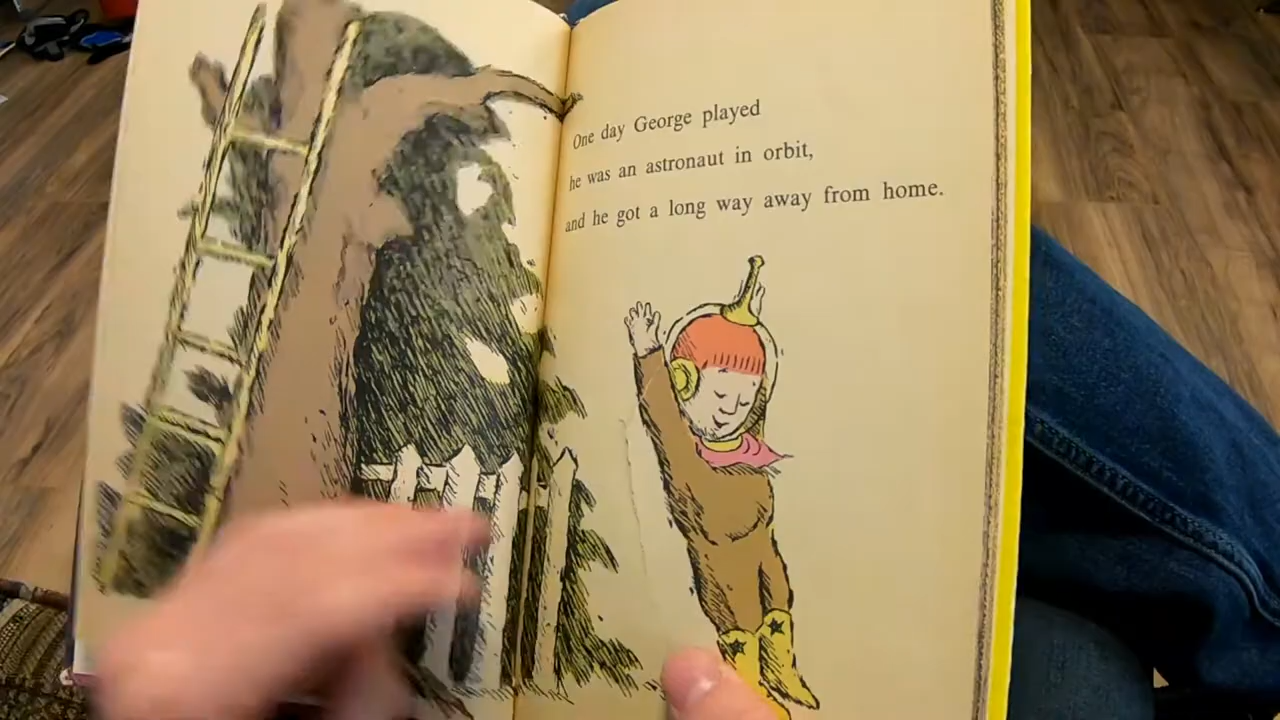 One day George played
he was an astronaut in orbit,
and he got a long way away from home.